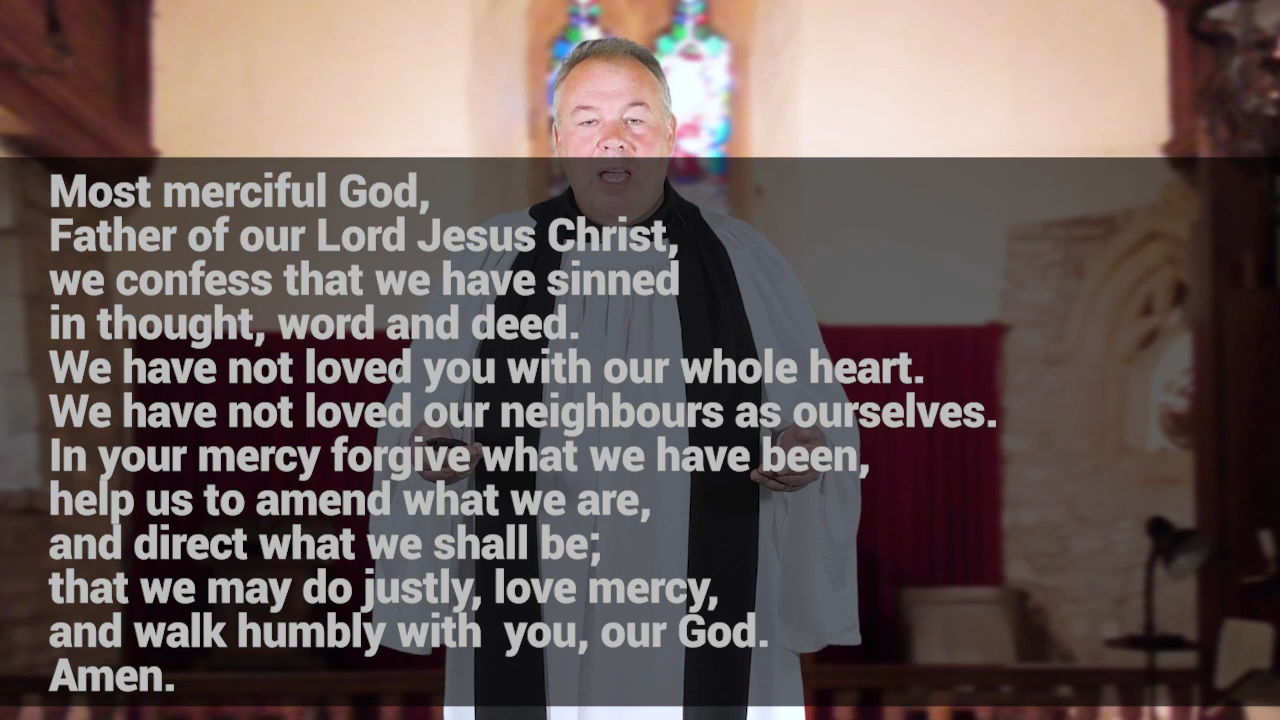 Most merciful God,
Father of our Lord Jesus Christ,
we confess that we have sinned
in thought, word and deed.
We have not loved you with our whole heart.
We have not loved our neighbours as ourselves.
In your mercy forgive what we have been,
help us to amend what we are,
and direct what we shall be;
that we may do justly, love mercy,
and walk humbly with  you, our God.
Amen.